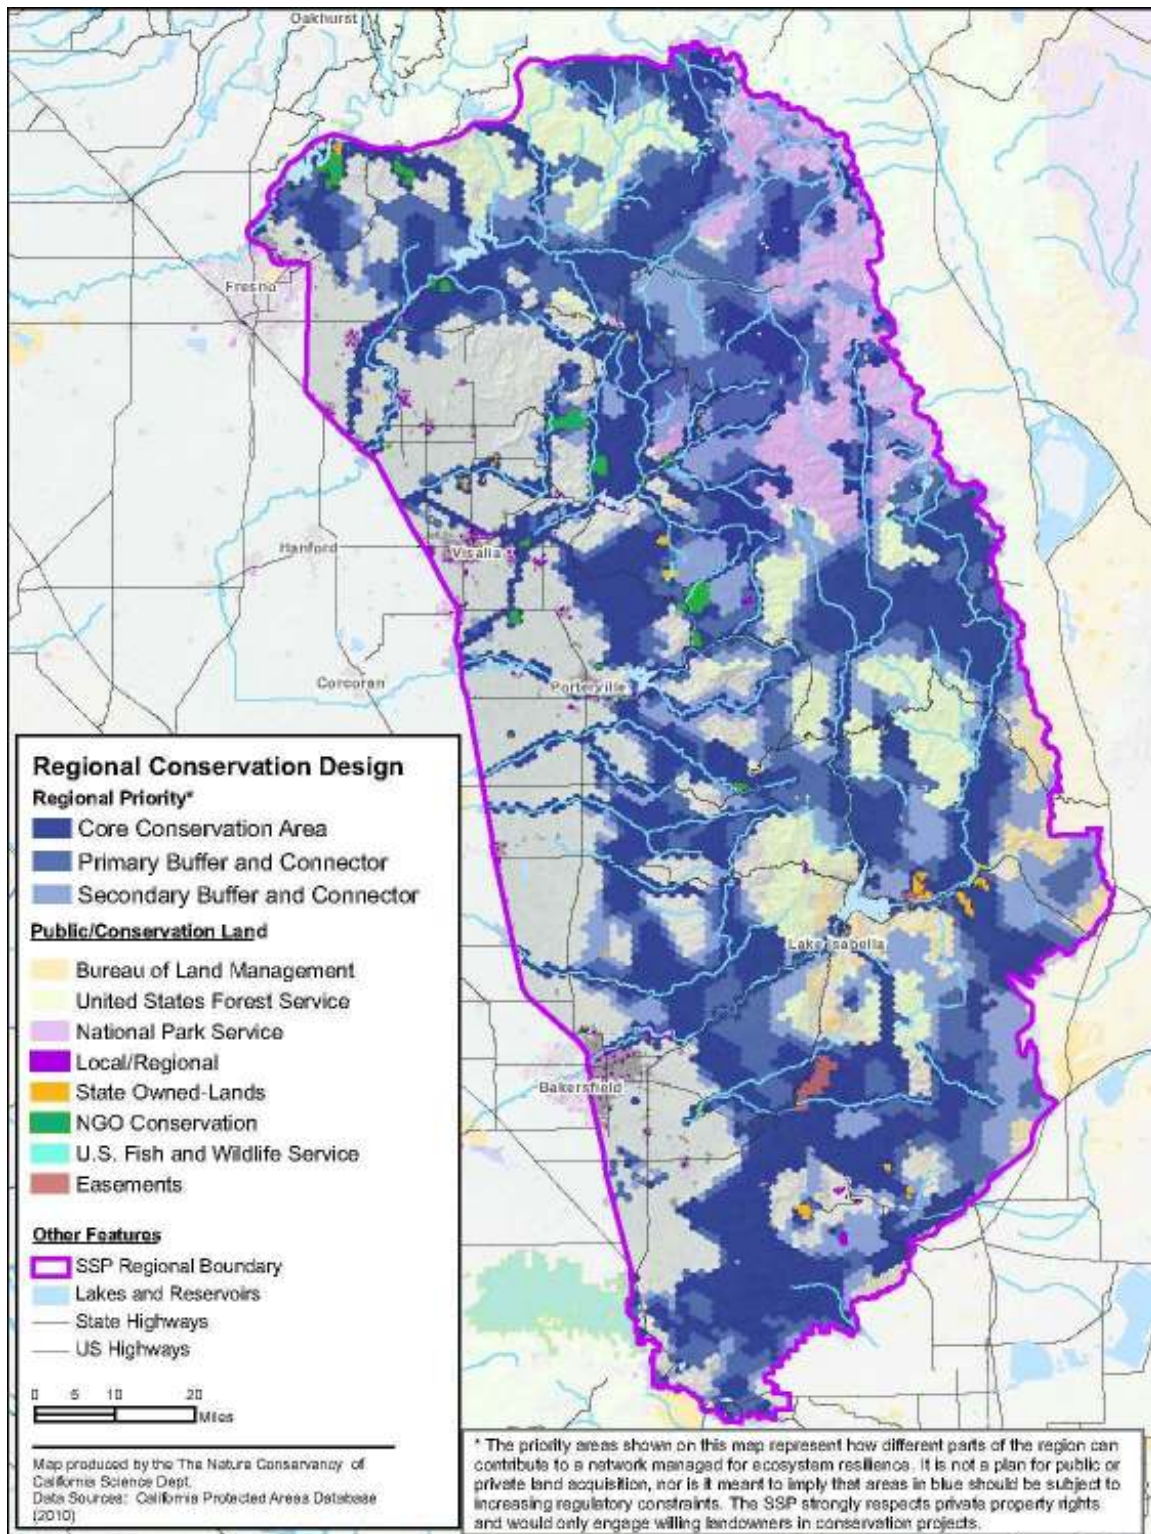 Oakhurst
Fresno
Hanford
Visalia
Corcoran
Porterville
Lake Isabella
Bakersfield
Regional Conservation Design
Regional Priority*
Core Conservation Area
Primary Buffer and Connector
Secondary Buffer and Connector
Public/Conservation Land
Bureau of Land Management
United States Forest Service
National Park Service
Local/Regional
State Owned-Lands
NGO Conservation
U.S. Fish and Wildlife Service
Easements
Other Features
SSP Regional Boundary
Lakes and Reservoirs
State Highways
US Highways
0 5 10 20
Miles
Map produced by the The Nature Conservancy of
California Science Dept.
Data Sources: California Protected Areas Database
(2010)
* The priority areas shown on this map represent how different parts of the region can
contribute to a network managed for ecosystem resilience. It is not a plan for public or
private land acquisition, nor is it meant to imply that areas in blue should be subject to
increasing regulatory constraints. The SSP strongly respects private property rights
and would only engage willing landowners in conservation projects.